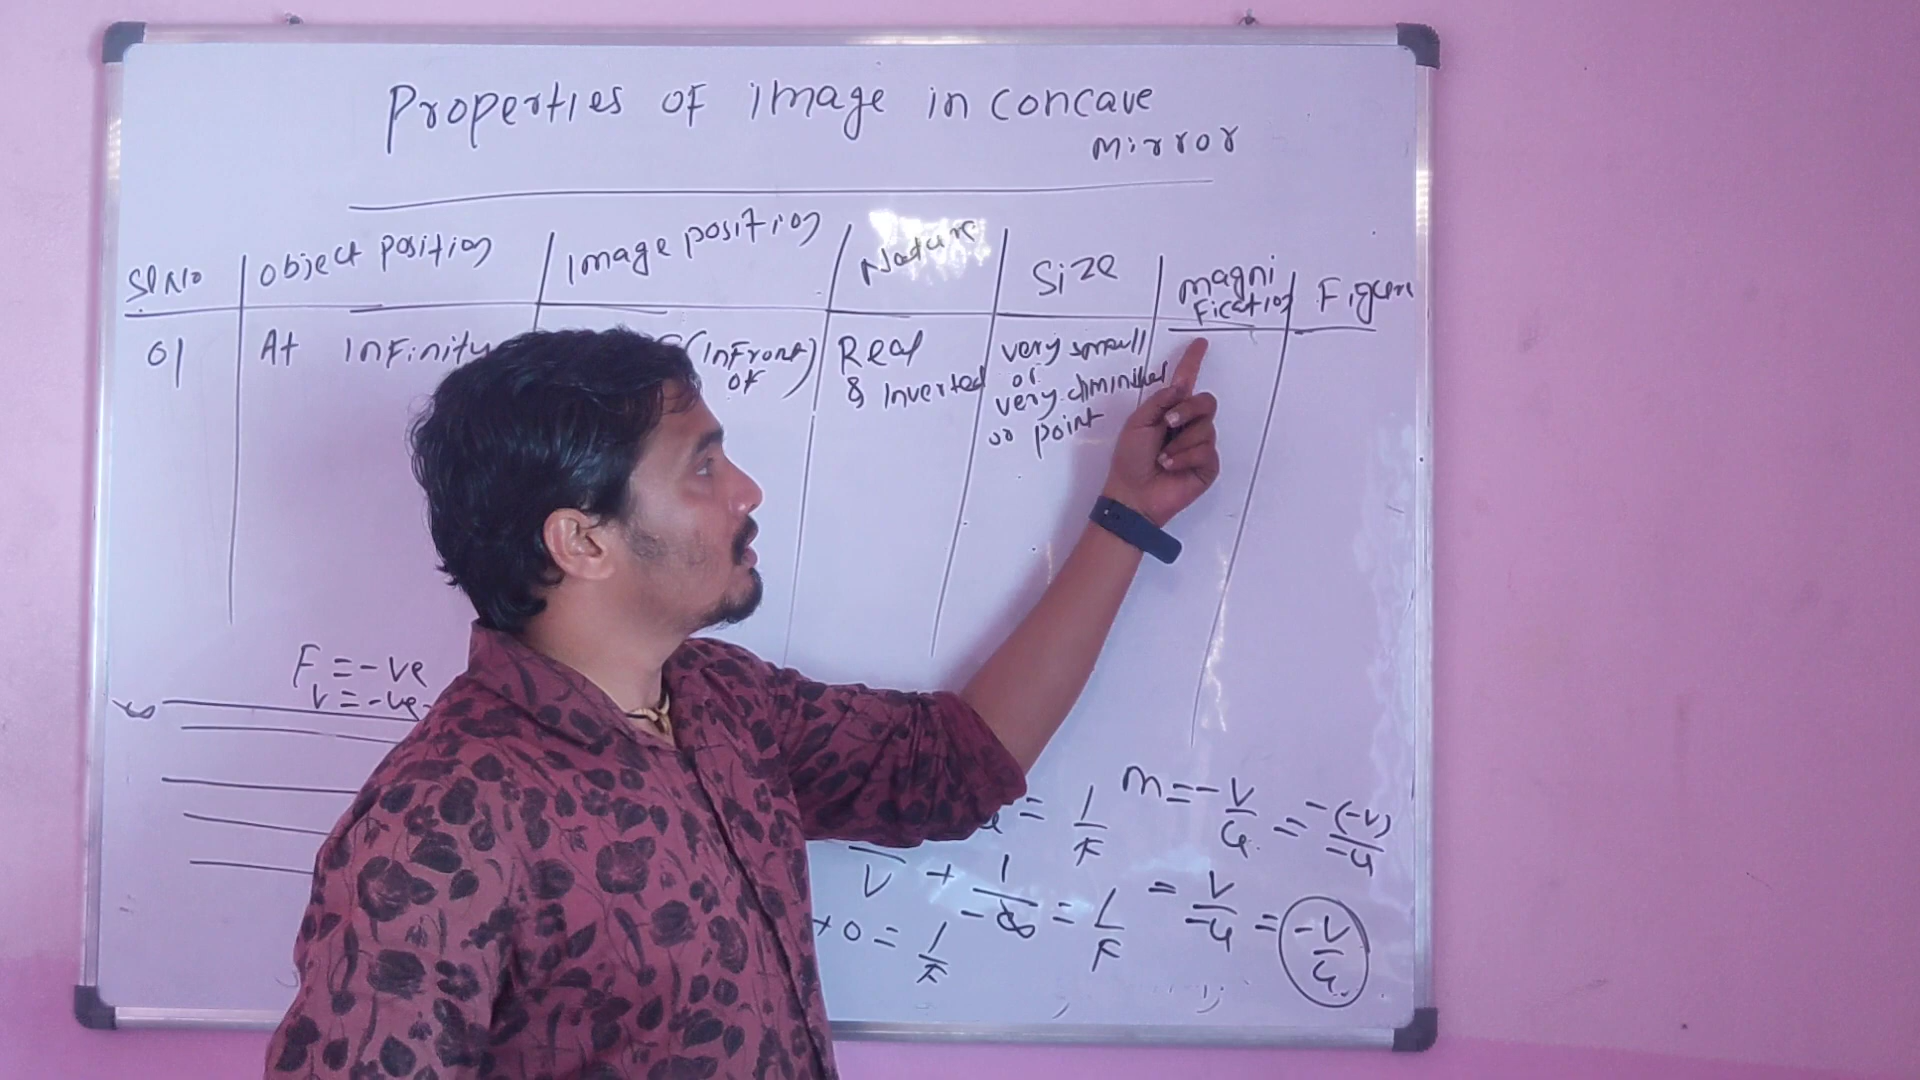 Properties of image in concave
mirror
Sl No | Object position | Image position | Nature | Size | magni | Figure
fication
01 | At infinity | (infront | Real | very small
of | & inverted | or
very diminished
or point
F = -ve
V = -ve
∞
= 1/F
V + 1/-∞ = 1/F
+ 0 = 1/F
m = -V/u = -(-V)/-u
= V/-u = -V/u